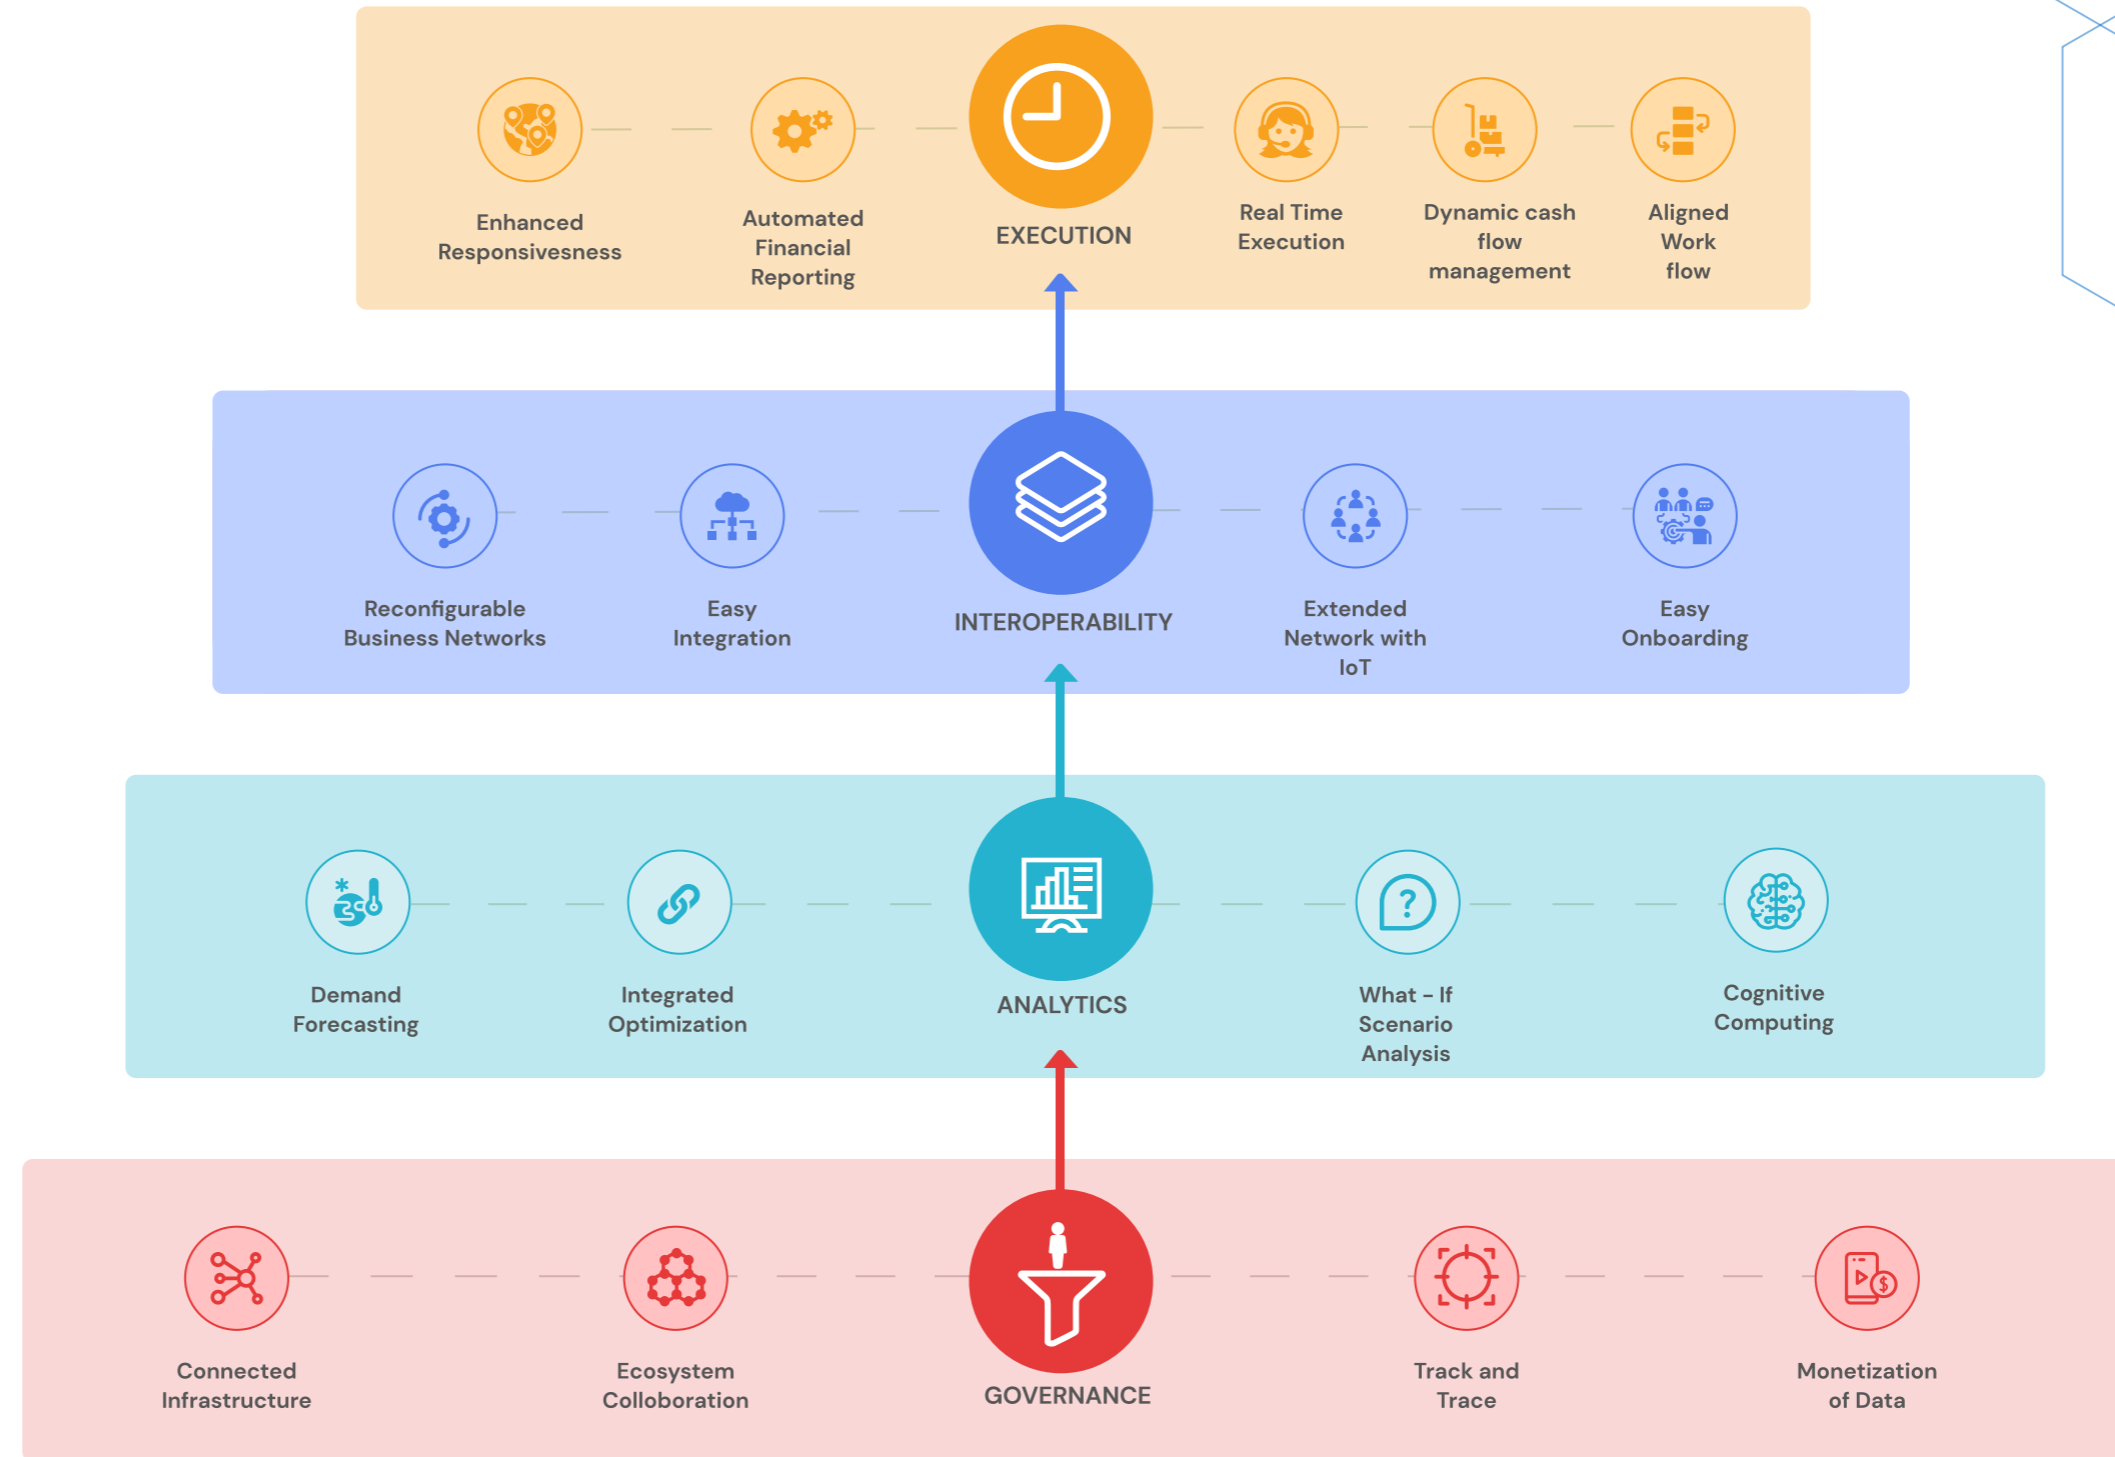 Enhanced
Responsivesness
Automated
Financial
Reporting
EXECUTION
Real Time
Execution
Dynamic cash
flow
management
Aligned
Work
flow
Reconfigurable
Business Networks
Easy
Integration
INTEROPERABILITY
Extended
Network with
IoT
Easy
Onboarding
Demand
Forecasting
Integrated
Optimization
ANALYTICS
What - If
Scenario
Analysis
Cognitive
Computing
Connected
Infrastructure
Ecosystem
Colloboration
GOVERNANCE
Track and
Trace
Monetization
of Data